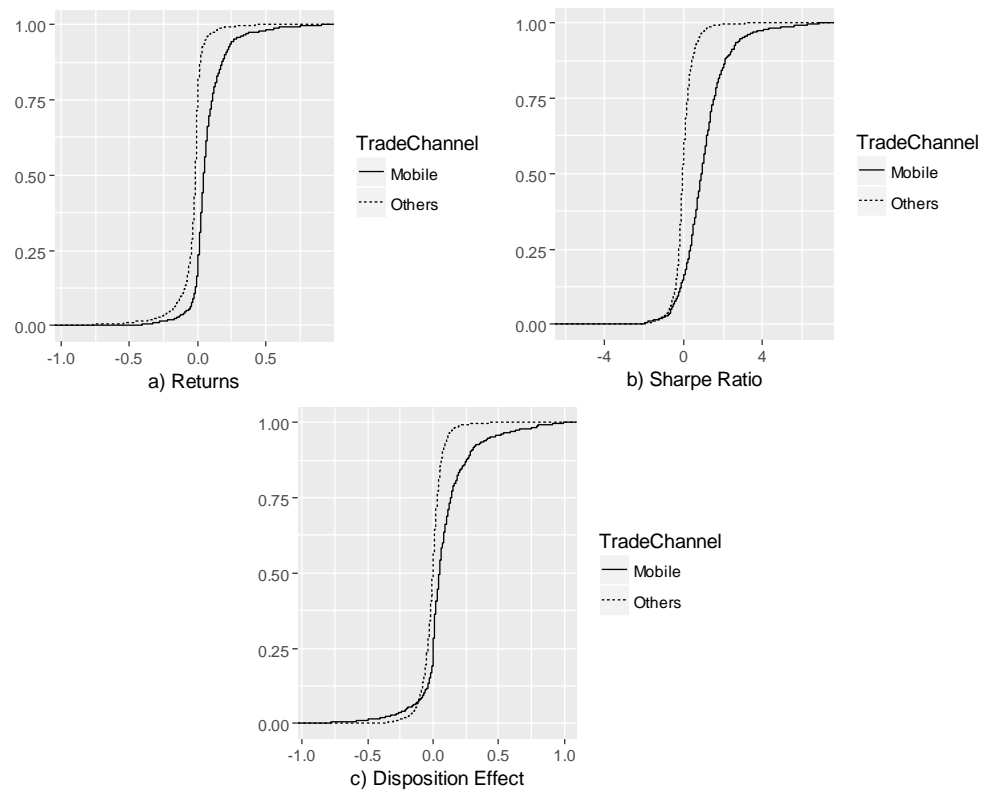 1.00
0.75
0.50
0.25
0.00
-1.0 -0.5 0.0 0.5
a) Returns
TradeChannel
Mobile
Others
1.00
0.75
0.50
0.25
0.00
-4 0 4
b) Sharpe Ratio
TradeChannel
Mobile
Others
1.00
0.75
0.50
0.25
0.00
-1.0 -0.5 0.0 0.5 1.0
c) Disposition Effect
TradeChannel
Mobile
Others